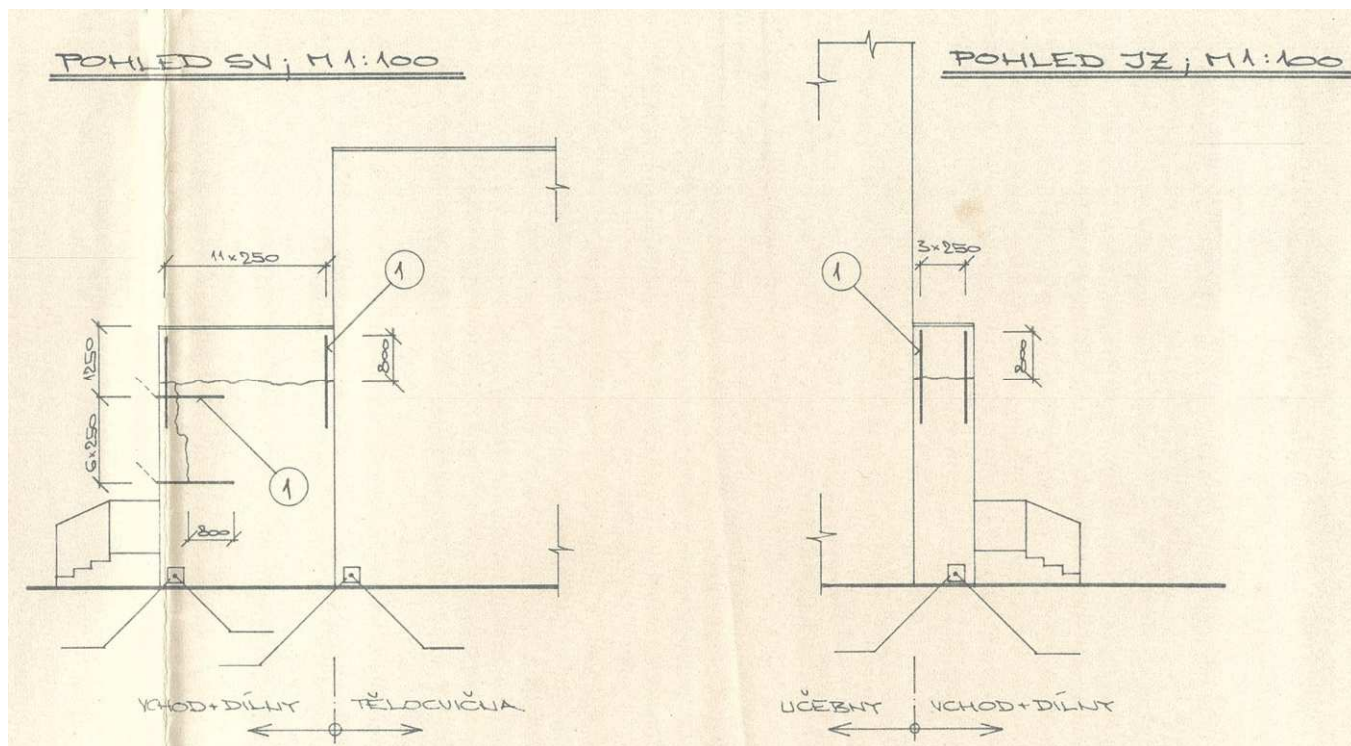 POHLED SV; M 1:100
POHLED JZ; M 1:100
11×250
3×250
1
1
800
800
1250
6×250
1
800
VCHOD+DÍLNY
TĚLOCVIČNA
UČEBNY
VCHOD+DÍLNY